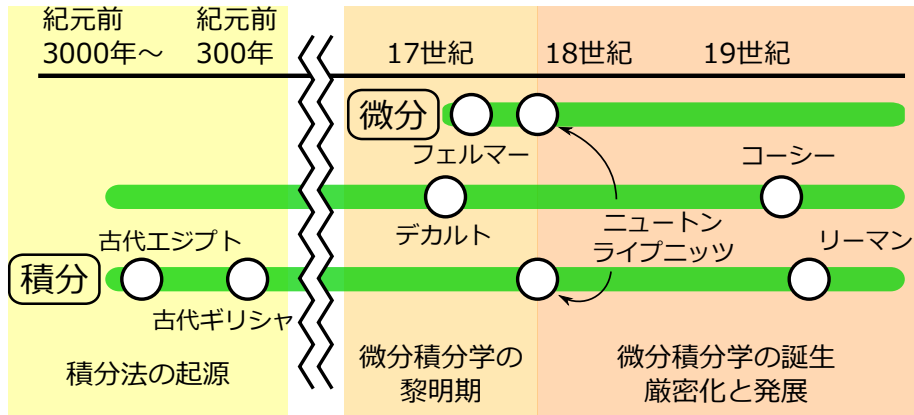 紀元前
3000年～
紀元前
300年
17世紀
18世紀
19世紀
微分
フェルマー
コーシー
デカルト
ニュートン
ライプニッツ
リーマン
古代エジプト
積分
古代ギリシャ
積分法の起源
微分積分学の
黎明期
微分積分学の誕生
厳密化と発展